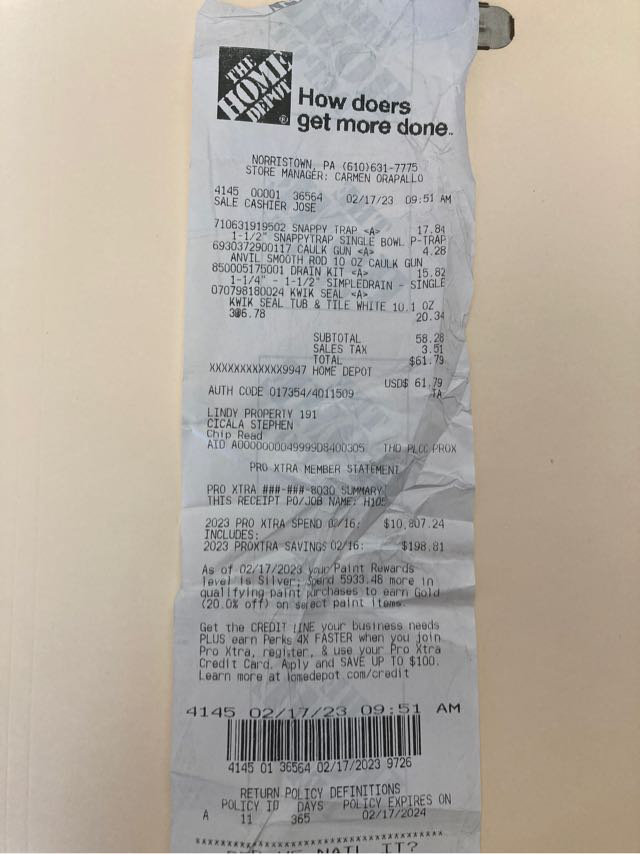 THE
HOME
DEPOT
®
How doers
get more done.
NORRISTOWN, PA (610)631-7775
STORE MANAGER: CARMEN ORAPALLO
4145 00001 36564 02/17/23 09:51 AM
SALE CASHIER JOSE
710631919502 SNAPPY TRAP <A> 17.84
1-1/2" SNAPPYTRAP SINGLE BOWL P-TRAP
6930372900117 CAULK GUN <A> 4.28
ANVIL SMOOTH ROD 10 OZ CAULK GUN
850005175001 DRAIN KIT <A> 15.82
1-1/4" - 1-1/2" SIMPLEDRAIN - SINGLE
070798180024 KWIK SEAL <A>
KWIK SEAL TUB & TILE WHITE 10.1 OZ
3@6.78 20.34
SUBTOTAL 58.28
SALES TAX 3.51
TOTAL $61.79
XXXXXXXXXXXX9947 HOME DEPOT
USD$ 61.79
AUTH CODE 017354/4011509 TA
LINDY PROPERTY 191
CICALA STEPHEN
Chip Read
AID A0000000049999D8400305 THD PLCC PROX
PRO XTRA MEMBER STATEMENT
PRO XTRA ###-###-8030 SUMMARY
THIS RECEIPT PO/JOB NAME: H105
2023 PRO XTRA SPEND 02/16: $10,807.24
INCLUDES:
2023 PROXTRA SAVINGS 02/16: $198.81
As of 02/17/2023 your Paint Rewards
level is Silver; Spend 5933.48 more in
qualifying paint purchases to earn Gold
(20.0% off) on select paint items.
Get the CREDIT LINE your business needs
PLUS earn Perks 4X FASTER when you join
Pro Xtra, register, & use your Pro Xtra
Credit Card. Apply and SAVE UP TO $100.
Learn more at homedepot com/credit
4145 02/17/23 09:51 AM
4145 01 36564 02/17/2023 9726
RETURN POLICY DEFINITIONS
POLICY ID DAYS POLICY EXPIRES ON
A 11 365 02/17/2024
NAIL IT?